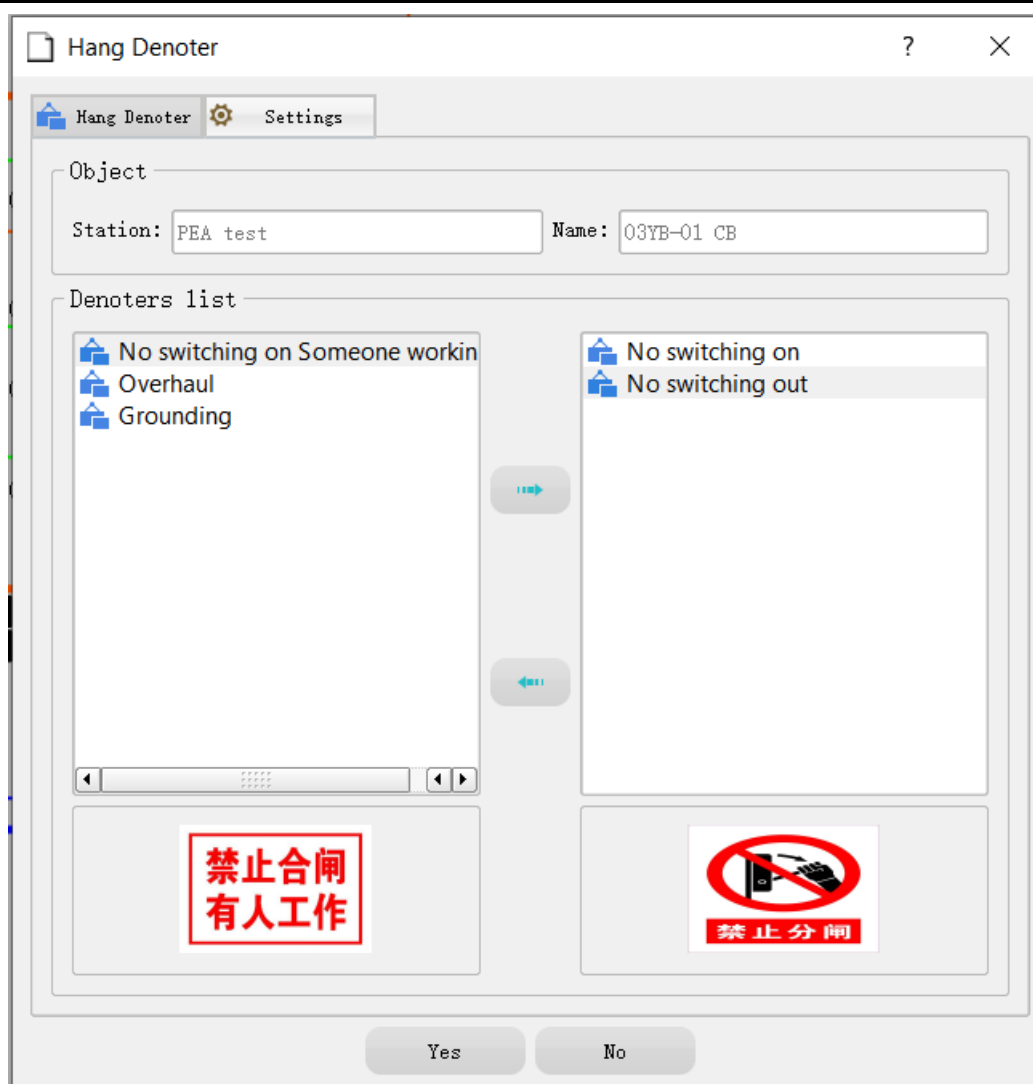 Hang Denoter
?
Hang Denoter
Settings
Object
Station:
PEA test
Name:
03YB-01 CB
Denoters list
No switching on Someone workin
Overhaul
Grounding
No switching on
No switching out
禁止合闸
有人工作
禁止分闸
Yes
No